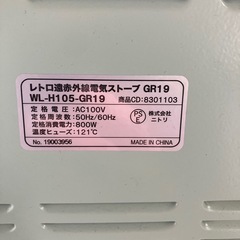 レトロ遠赤外線電気ストーブ GR19
WL-H105-GR19 商品CD:8301103
定格電圧:AC100V
定格周波数:50Hz/60Hz
定格消費電力:800W
温度ヒューズ:121℃
PSE
株式会社
ニトリ
No. 19003956
MADE IN CHINA